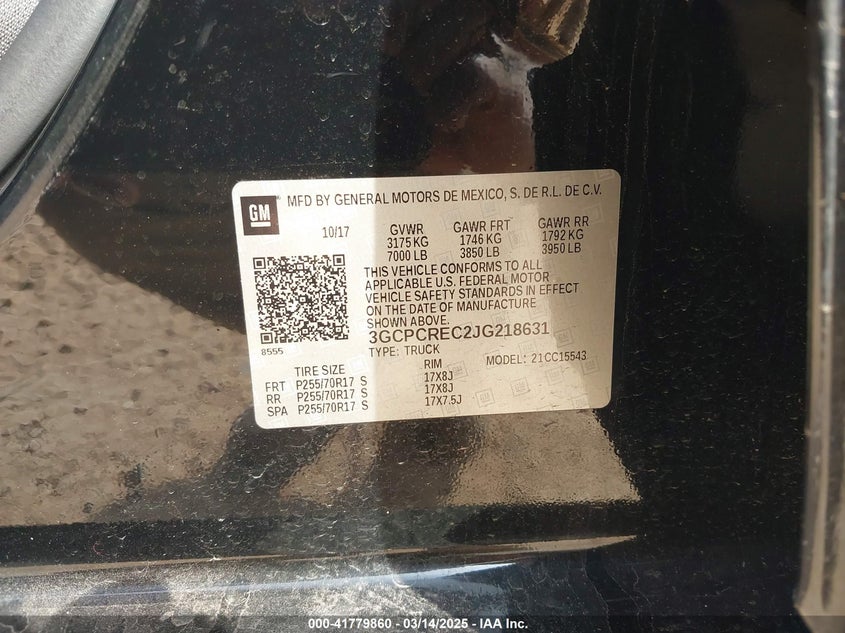 GM
MFD BY GENERAL MOTORS DE MEXICO, S. DE R.L. DE C.V.
10/17 GVWR GAWR FRT GAWR RR
3175 KG 1746 KG 1792 KG
7000 LB 3850 LB 3950 LB
THIS VEHICLE CONFORMS TO ALL
APPLICABLE U.S. FEDERAL MOTOR
VEHICLE SAFETY STANDARDS IN EFFECT
ON THE DATE OF MANUFACTURE
SHOWN ABOVE.
8555
3GCPCREC2JG218631
TYPE: TRUCK MODEL: 21CC15543
TIRE SIZE RIM
FRT P255/70R17 S 17X8J
RR P255/70R17 S 17X8J
SPA P255/70R17 S 17X7.5J
000-41779860 - 03/14/2025 - IAA Inc.